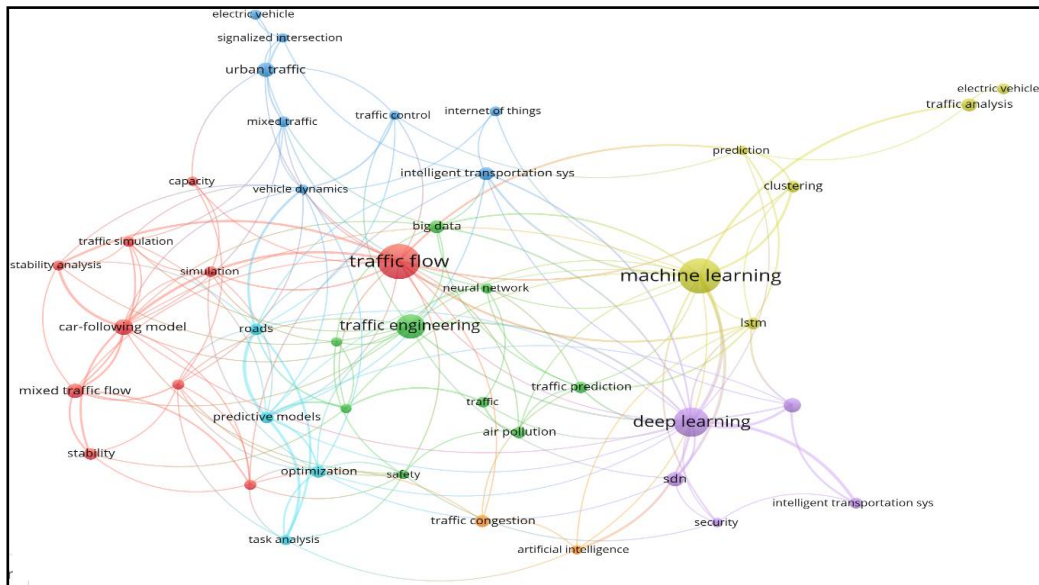 electric vehicle
signalized intersection
urban traffic
electric vehicle
traffic analysis
mixed traffic
traffic control
internet of things
prediction
capacity
vehicle dynamics
intelligent transportation sys
clustering
big data
traffic simulation
stability analysis
simulation
traffic flow
machine learning
neural network
car-following model
roads
traffic engineering
lstm
mixed traffic flow
traffic prediction
traffic
predictive models
deep learning
air pollution
stability
optimization
safety
sdn
intelligent transportation sys
traffic congestion
security
task analysis
artificial intelligence
r